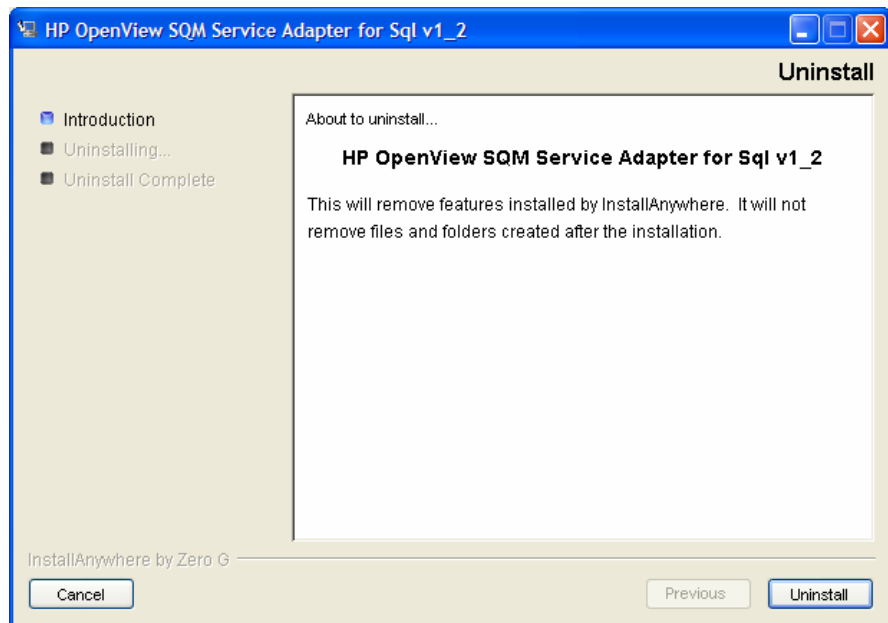 HP OpenView SQM Service Adapter for Sql v1_2
Uninstall
Introduction
Uninstalling...
Uninstall Complete
About to uninstall...
HP OpenView SQM Service Adapter for Sql v1_2
This will remove features installed by InstallAnywhere. It will not
remove files and folders created after the installation.
InstallAnywhere by Zero G
Cancel
Previous
Uninstall